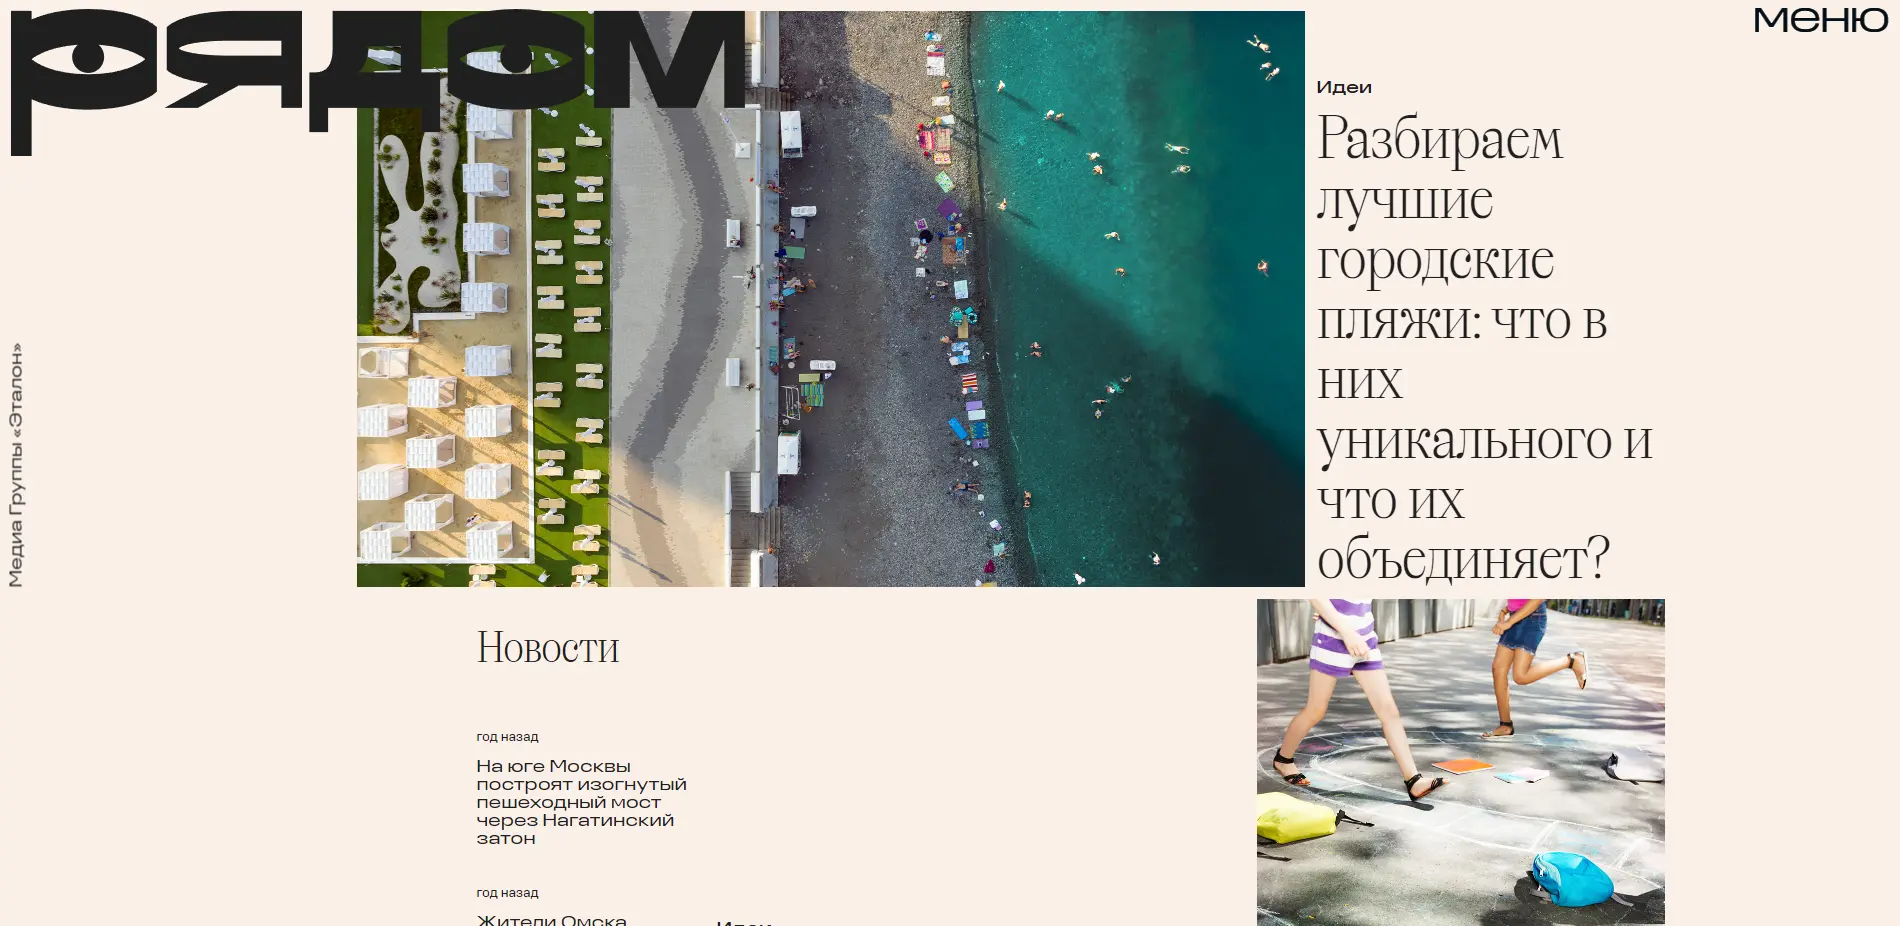 рядом
меню
Идеи
Разбираем
лучшие
городские
пляжи: что в
них
уникального и
что их
объединяет?
Медиа Группы «Эталон»
Новости
год назад
На юге Москвы
построят изогнутый
пешеходный мост
через Нагатинский
затон
год назад
Жители Омска
Идеи